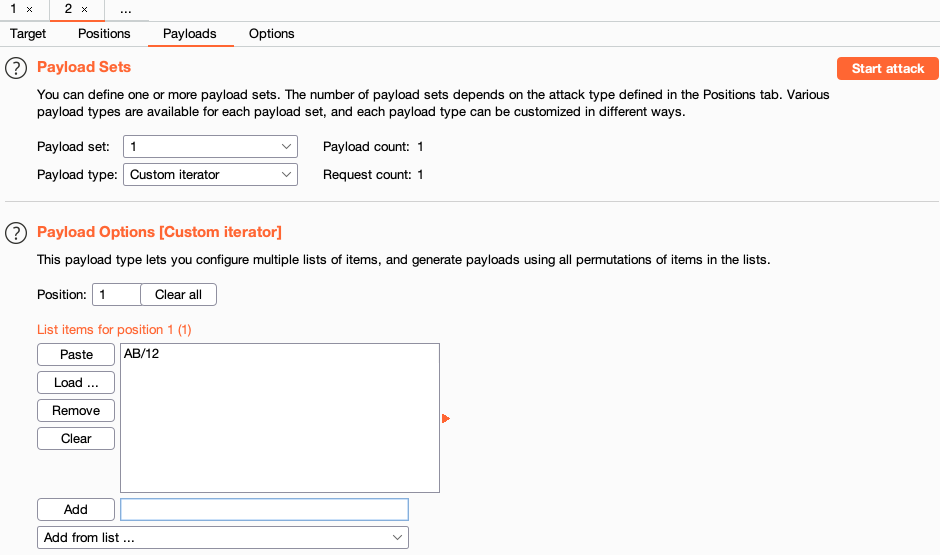 1 × 2 × ...
Target Positions Payloads Options
? Payload Sets Start attack
You can define one or more payload sets. The number of payload sets depends on the attack type defined in the Positions tab. Various
payload types are available for each payload set, and each payload type can be customized in different ways.
Payload set: 1 Payload count: 1
Payload type: Custom iterator Request count: 1
? Payload Options [Custom iterator]
This payload type lets you configure multiple lists of items, and generate payloads using all permutations of items in the lists.
Position: 1 Clear all
List items for position 1 (1)
Paste AB/12
Load ...
Remove
Clear
Add
Add from list ...